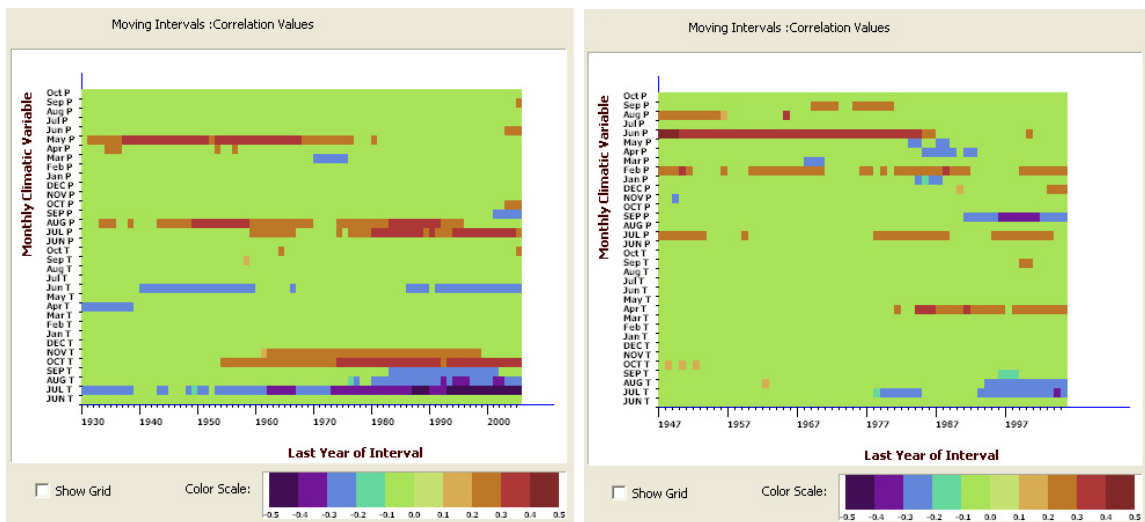 Moving Intervals :Correlation Values
Monthly Climatic Variable
Oct P
Sep P
Aug P
Jul P
Jun P
May P
Apr P
Mar P
Feb P
Jan P
DEC P
NOV P
OCT P
SEP P
AUG P
JUL P
JUN P
Oct T
Sep T
Aug T
Jul T
Jun T
May T
Apr T
Mar T
Feb T
Jan T
DEC T
NOV T
OCT T
SEP T
AUG T
JUL T
JUN T
1930 1940 1950 1960 1970 1980 1990 2000
Last Year of Interval
Show Grid
Color Scale:
-0.5 -0.4 -0.3 -0.2 -0.1 0.0 0.1 0.2 0.3 0.4 0.5
Moving Intervals :Correlation Values
Monthly Climatic Variable
Oct P
Sep P
Aug P
Jul P
Jun P
May P
Apr P
Mar P
Feb P
Jan P
DEC P
NOV P
OCT P
SEP P
AUG P
JUL P
JUN P
Oct T
Sep T
Aug T
Jul T
Jun T
May T
Apr T
Mar T
Feb T
Jan T
DEC T
NOV T
OCT T
SEP T
AUG T
JUL T
JUN T
1947 1957 1967 1977 1987 1997
Last Year of Interval
Show Grid
Color Scale:
-0.5 -0.4 -0.3 -0.2 -0.1 0.0 0.1 0.2 0.3 0.4 0.5